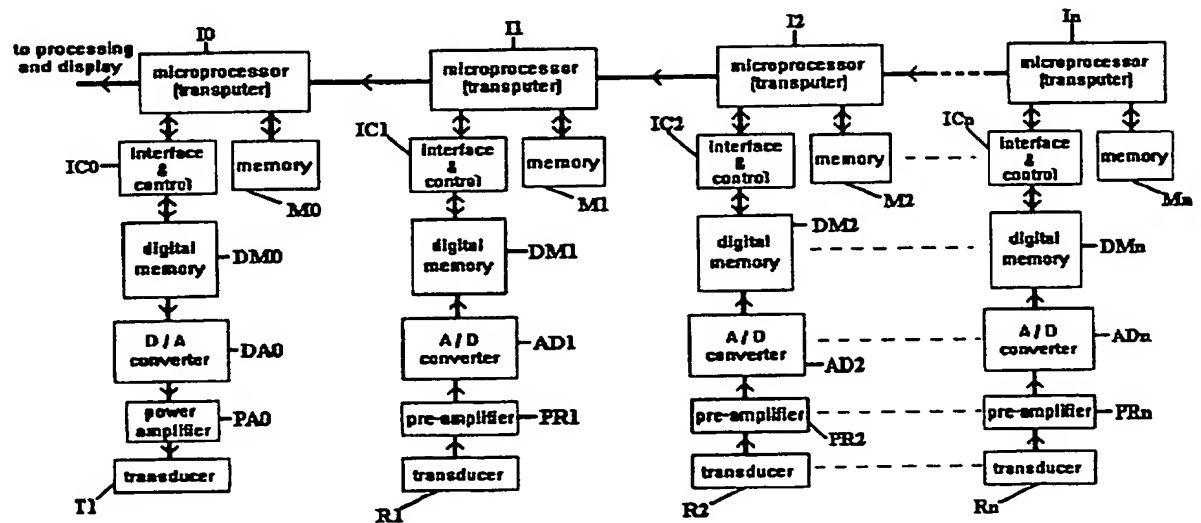 I0
I1
I2
In
to processing
and display
microprocessor
[transputer]
microprocessor
[transputer]
microprocessor
[transputer]
microprocessor
[transputer]
IC0
interface
&
control
memory
M0
IC1
interface
&
control
memory
M1
IC2
interface
&
control
memory
M2
ICn
interface
&
control
memory
Mn
digital
memory
DM0
digital
memory
DM1
digital
memory
DM2
digital
memory
DMn
D / A
converter
DA0
A / D
converter
AD1
A / D
converter
AD2
A / D
converter
ADn
power
amplifier
PA0
pre-amplifier
PR1
pre-amplifier
PR2
pre-amplifier
PRn
transducer
T1
transducer
R1
transducer
R2
transducer
Rn